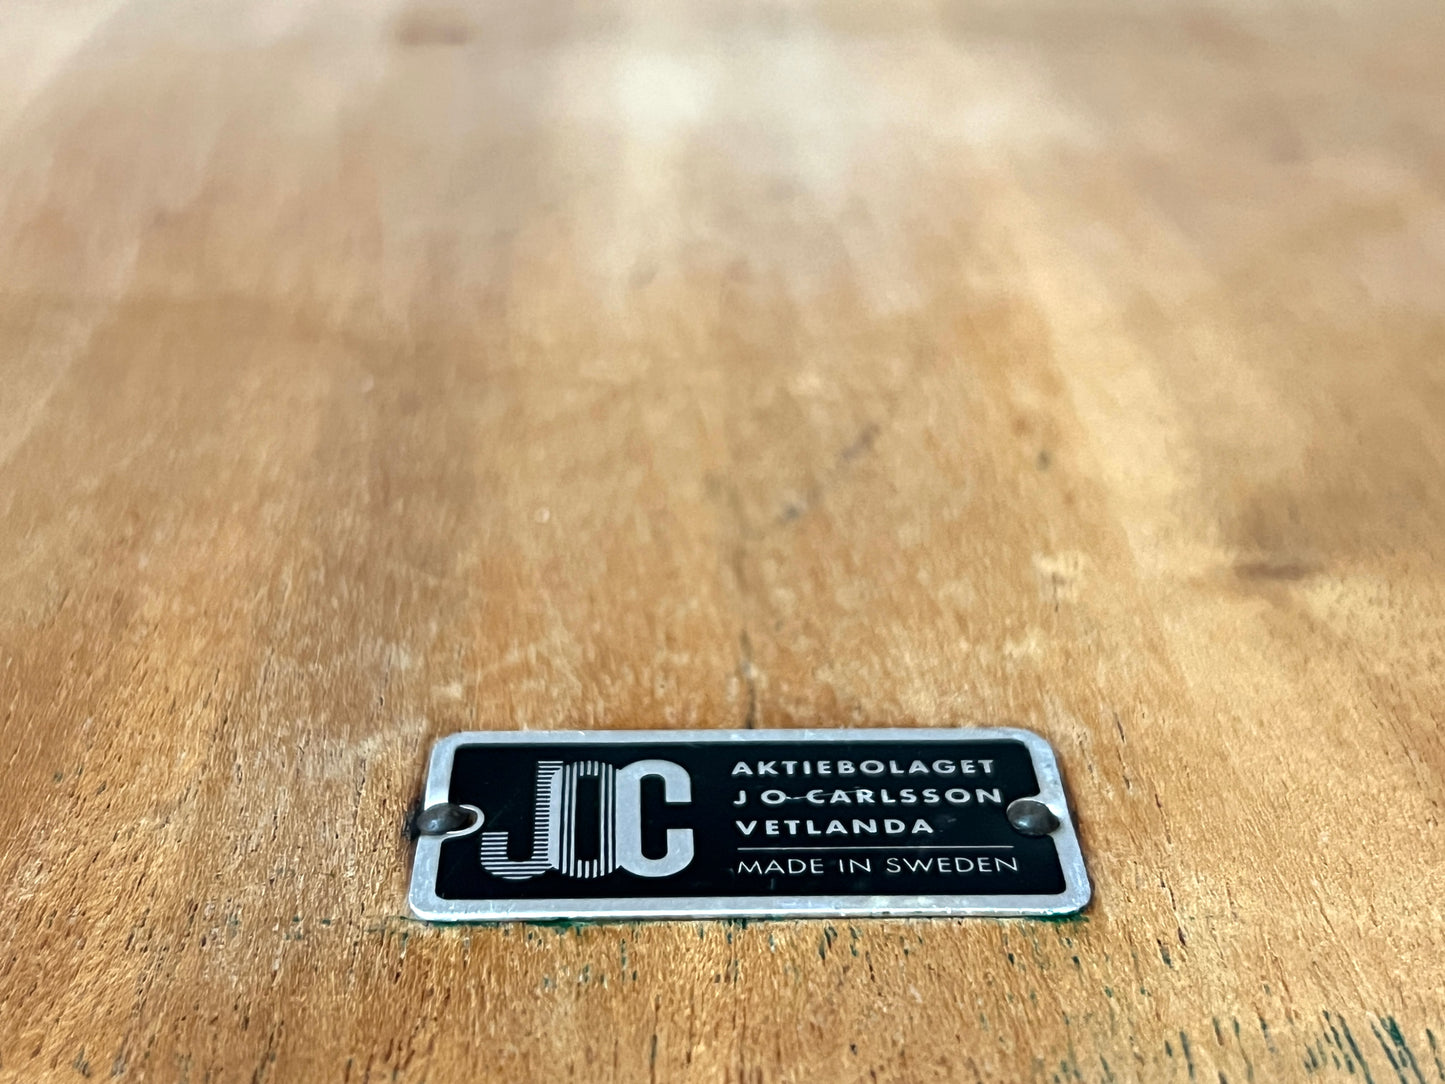 JOC
AKTIEBOLAGET
J O CARLSSON
VETLANDA
MADE IN SWEDEN